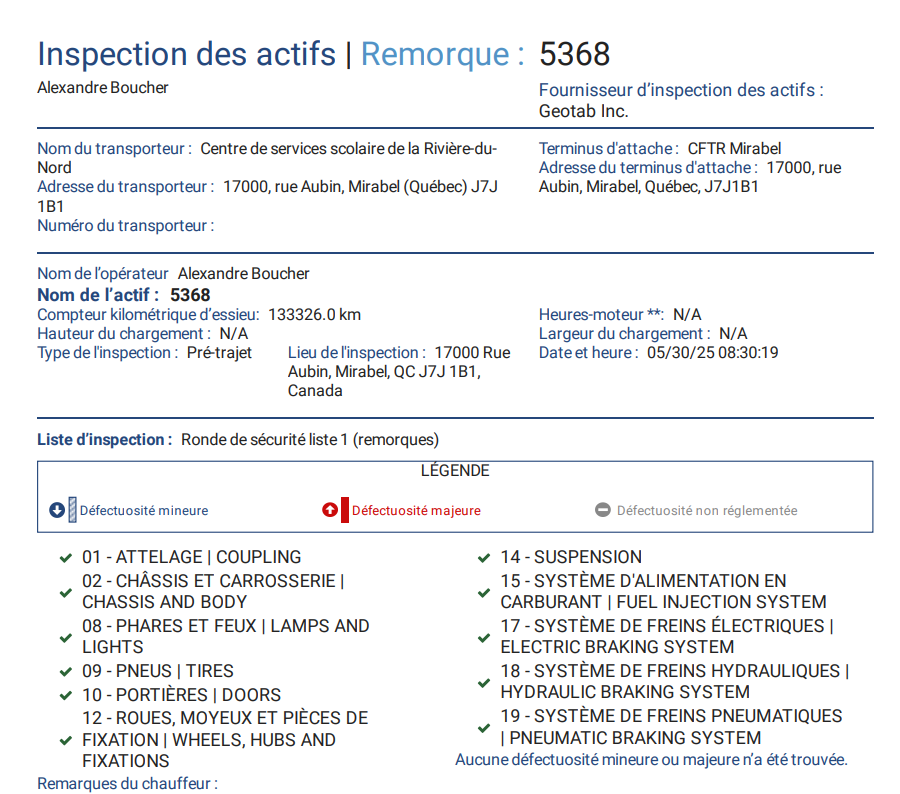 Inspection des actifs | Remorque : 5368
Alexandre Boucher
Fournisseur d’inspection des actifs :
Geotab Inc.
Nom du transporteur : Centre de services scolaire de la Rivière-du-
Nord
Adresse du transporteur : 17000, rue Aubin, Mirabel (Québec) J7J
1B1
Numéro du transporteur :
Terminus d'attache : CFTR Mirabel
Adresse du terminus d'attache : 17000, rue
Aubin, Mirabel, Québec, J7J1B1
Nom de l’opérateur Alexandre Boucher
Nom de l’actif : 5368
Compteur kilométrique d’essieu: 133326.0 km
Heures-moteur **: N/A
Hauteur du chargement : N/A
Largeur du chargement : N/A
Type de l'inspection : Pré-trajet
Lieu de l'inspection : 17000 Rue
Aubin, Mirabel, QC J7J 1B1,
Canada
Date et heure : 05/30/25 08:30:19
Liste d’inspection : Ronde de sécurité liste 1 (remorques)
LÉGENDE
Défectuosité mineure
Défectuosité majeure
Défectuosité non réglementée
01 - ATTELAGE | COUPLING
02 - CHÂSSIS ET CARROSSERIE |
CHASSIS AND BODY
08 - PHARES ET FEUX | LAMPS AND
LIGHTS
09 - PNEUS | TIRES
10 - PORTIÈRES | DOORS
12 - ROUES, MOYEUX ET PIÈCES DE
FIXATION | WHEELS, HUBS AND
FIXATIONS
14 - SUSPENSION
15 - SYSTÈME D'ALIMENTATION EN
CARBURANT | FUEL INJECTION SYSTEM
17 - SYSTÈME DE FREINS ÉLECTRIQUES |
ELECTRIC BRAKING SYSTEM
18 - SYSTÈME DE FREINS HYDRAULIQUES |
HYDRAULIC BRAKING SYSTEM
19 - SYSTÈME DE FREINS PNEUMATIQUES
| PNEUMATIC BRAKING SYSTEM
Aucune défectuosité mineure ou majeure n’a été trouvée.
Remarques du chauffeur :